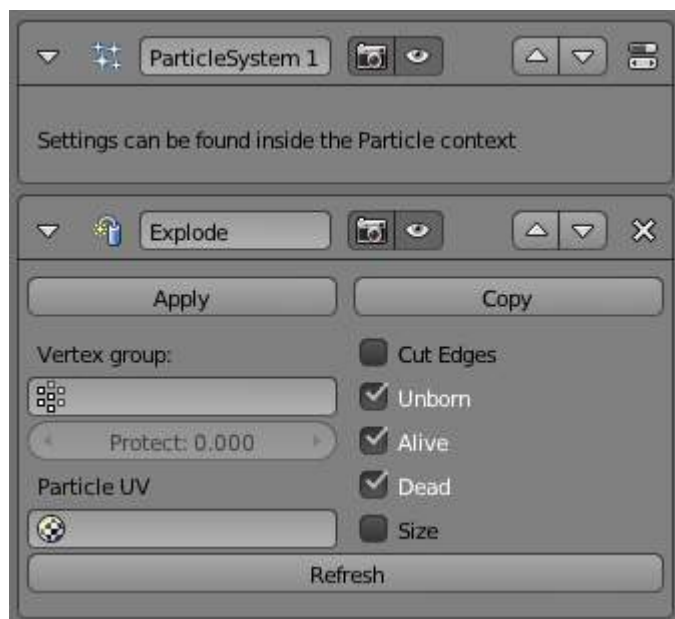 ParticleSystem 1
Settings can be found inside the Particle context
Explode
Apply Copy
Vertex group: Cut Edges
Unborn
Protect: 0.000 Alive
Particle UV Dead
Size
Refresh